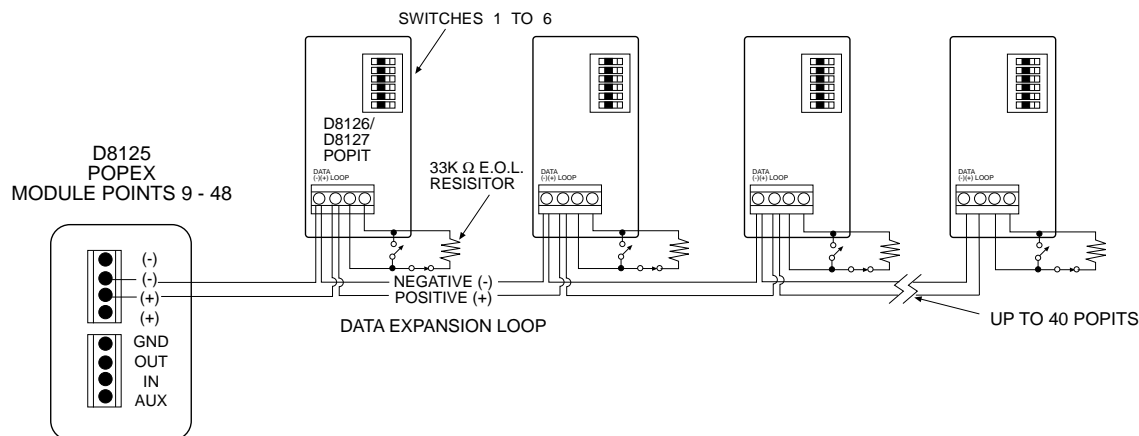 SWITCHES 1 TO 6
D8126/
D8127
POPIT
33K Ω E.O.L.
RESISITOR
DATA
(-)(+) LOOP
DATA
(-)(+) LOOP
DATA
(-)(+) LOOP
DATA
(-)(+) LOOP
D8125
POPEX
MODULE POINTS 9 - 48
(-)
(-)
(+)
(+)
GND
OUT
IN
AUX
NEGATIVE (-)
POSITIVE (+)
DATA EXPANSION LOOP
UP TO 40 POPITS